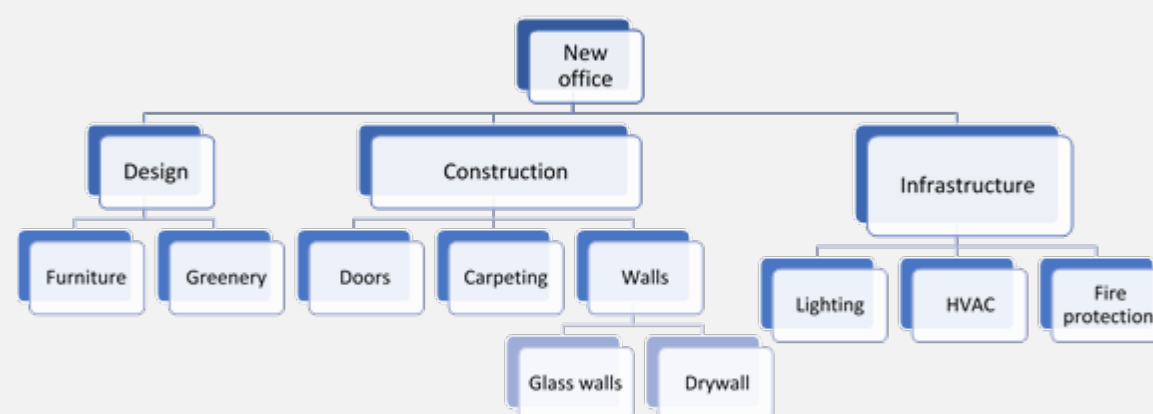 New
office
Design
Construction
Infrastructure
Furniture
Greenery
Doors
Carpeting
Walls
Lighting
HVAC
Fire
protection
Glass walls
Drywall